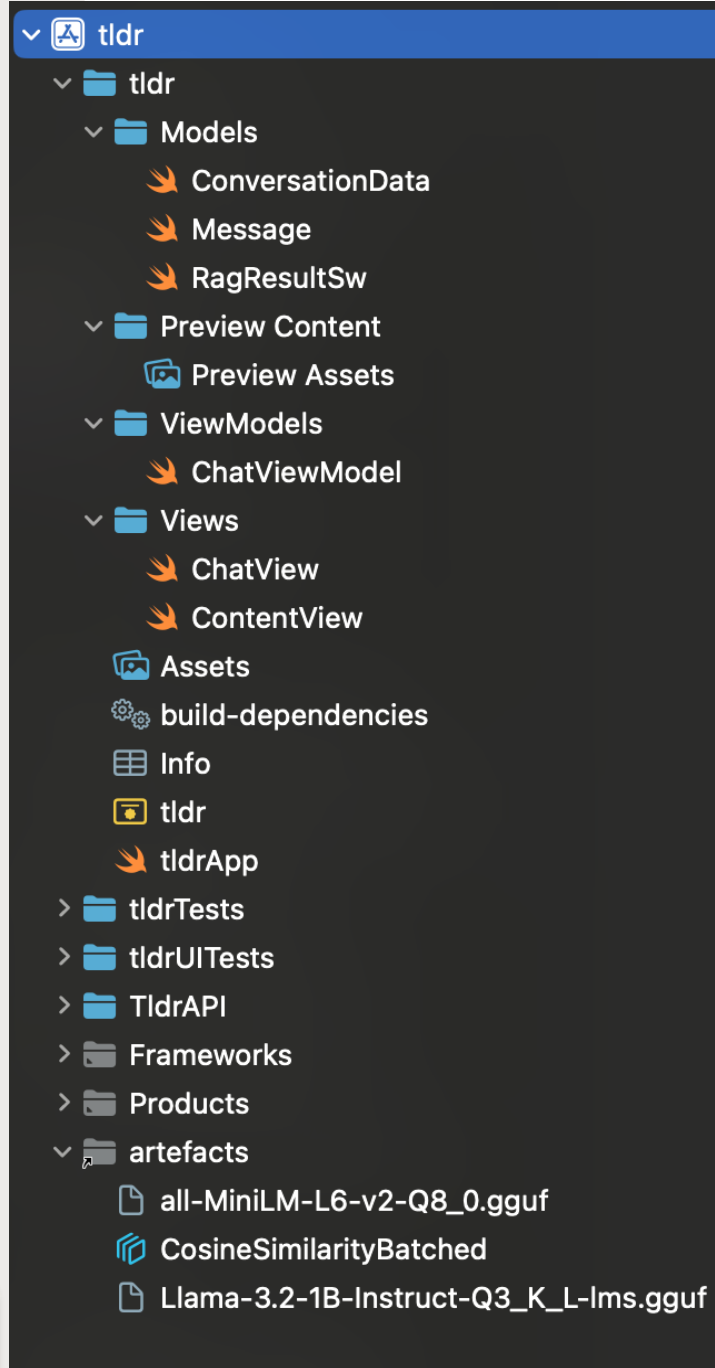 tldr
tldr
Models
ConversationData
Message
RagResultSw
Preview Content
Preview Assets
ViewModels
ChatViewModel
Views
ChatView
ContentView
Assets
build-dependencies
Info
tldr
tldrApp
tldrTests
tldrUITests
TldrAPI
Frameworks
Products
artefacts
all-MiniLM-L6-v2-Q8_0.gguf
CosineSimilarityBatched
Llama-3.2-1B-Instruct-Q3_K_L-lms.gguf